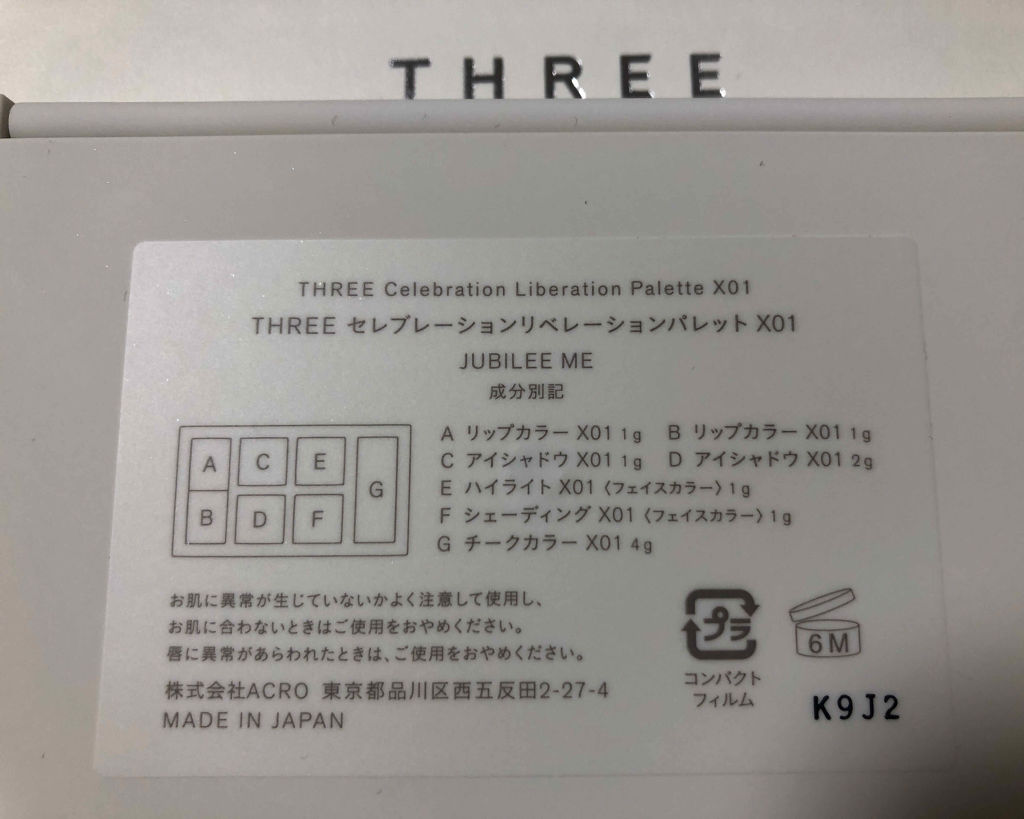 THREE
THREE Celebration Liberation Palette X01
THREE セレブレーションリベレーションパレット X01
JUBILEE ME
成分別記
A C E G
B D F
A リップカラー X01 1g B リップカラー X01 1g
C アイシャドウ X01 1g D アイシャドウ X01 2g
E ハイライト X01〈フェイスカラー〉1g
F シェーディング X01〈フェイスカラー〉1g
G チークカラー X01 4g
お肌に異常が生じていないかよく注意して使用し、
お肌に合わないときはご使用をおやめください。
唇に異常があらわれたときは、ご使用をおやめください。
株式会社ACRO 東京都品川区西五反田2-27-4
MADE IN JAPAN
プラ
コンパクト
フィルム
6M
K9J2